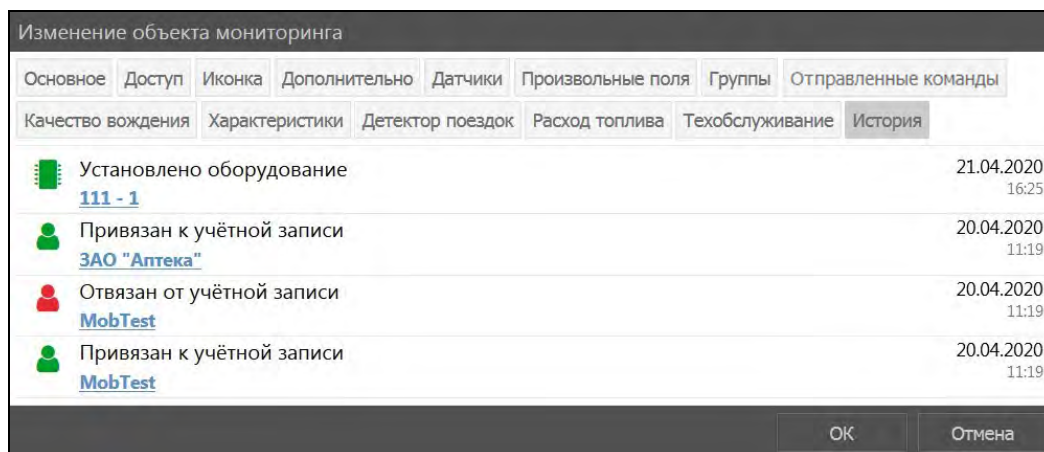 Изменение объекта мониторинга
Основное Доступ Иконка Дополнительно Датчики Произвольные поля Группы Отправленные команды
Качество вождения Характеристики Детектор поездок Расход топлива Техобслуживание История
Установлено оборудование 21.04.2020
111 - 1 16:25
Привязан к учётной записи 20.04.2020
ЗАО "Аптека" 11:19
Отвязан от учётной записи 20.04.2020
MobTest 11:19
Привязан к учётной записи 20.04.2020
MobTest 11:19
ОК Отмена